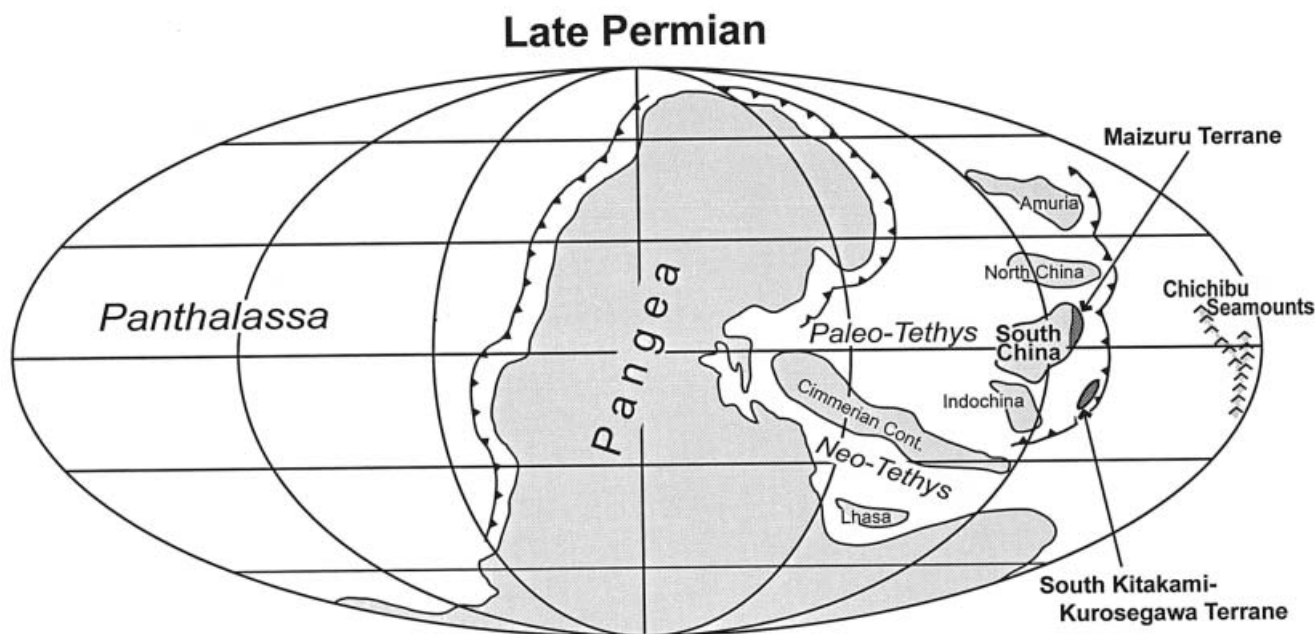 Late Permian
Maizuru Terrane
Amuria
North China
Chichibu
Seamounts
Panthalassa
Pangea
Paleo-Tethys
South
China
Indochina
Cimmerian Cont.
Neo-Tethys
Lhasa
South Kitakami-
Kurosegawa Terrane